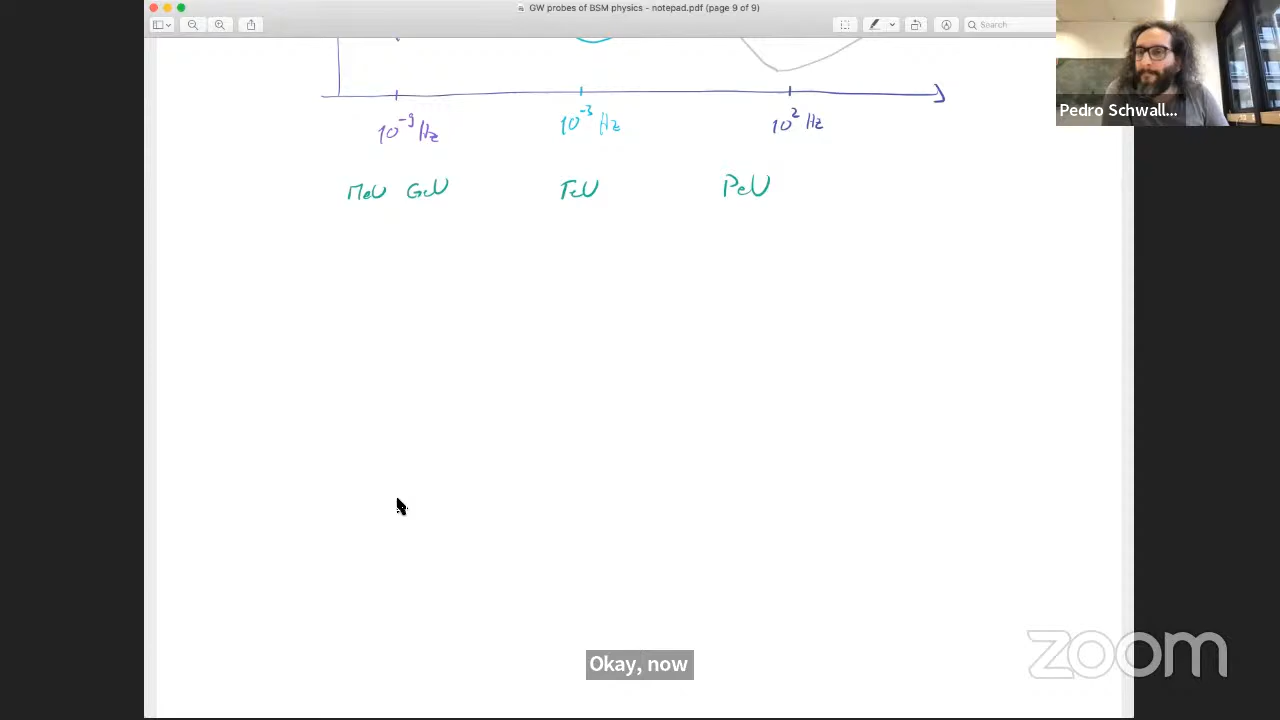 GW probes of BSM physics - notepad.pdf (page 9 of 9)
Search
Pedro Schwall...
10⁻⁹ Hz 10⁻³ Hz 10² Hz
MeV GeV TeV PeV
Okay, now
zoom